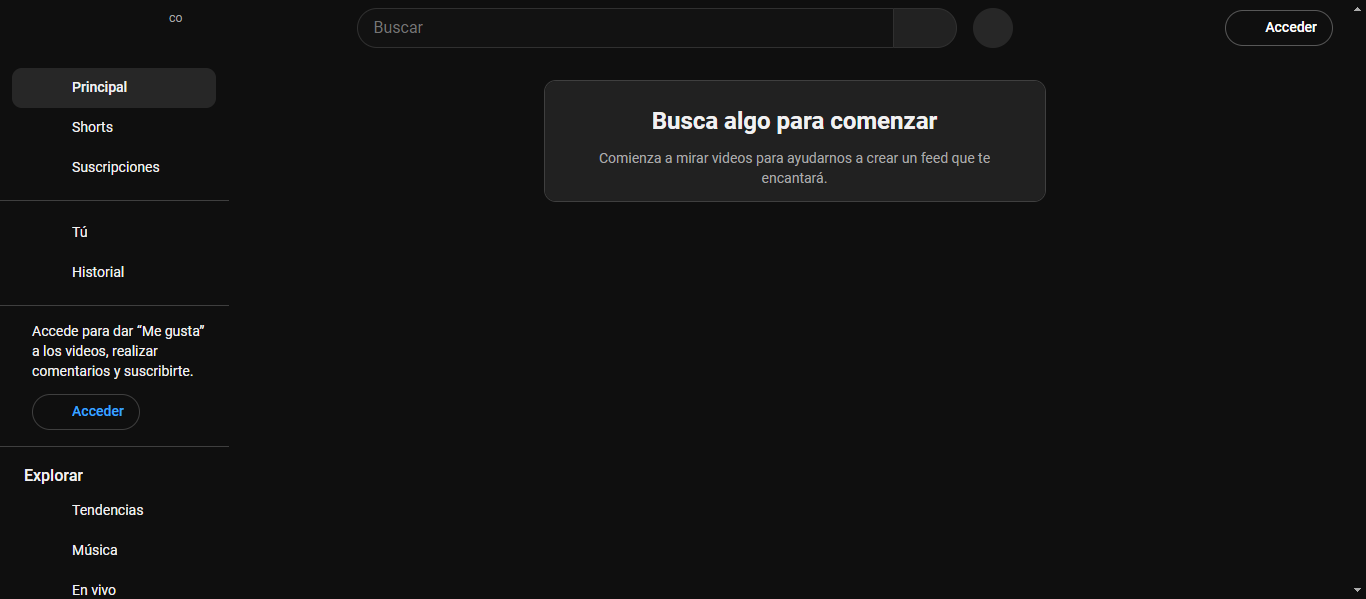 CO
Buscar
Acceder
Principal
Shorts
Suscripciones
Tú
Historial
Accede para dar “Me gusta”
a los videos, realizar
comentarios y suscribirte.
Acceder
Explorar
Tendencias
Música
En vivo
Busca algo para comenzar
Comienza a mirar videos para ayudarnos a crear un feed que te
encantará.